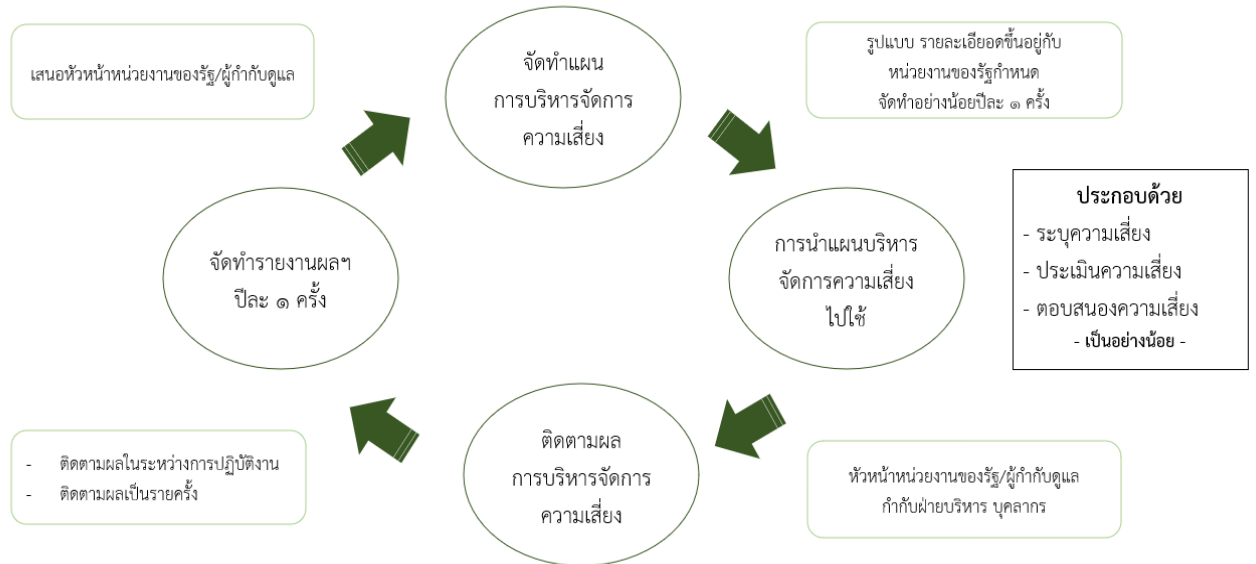 เสนอหัวหน้าหน่วยงานของรัฐ/ผู้กำกับดูแล
จัดทำแผน
การบริหารจัดการ
ความเสี่ยง
รูปแบบ รายละเอียอดขึ้นอยู่กับ
หน่วยงานของรัฐกำหนด
จัดทำอย่างน้อยปีละ ๑ ครั้ง
จัดทำรายงานผลฯ
ปีละ ๑ ครั้ง
การนำแผนบริหาร
จัดการความเสี่ยง
ไปใช้
ประกอบด้วย
- ระบุความเสี่ยง
- ประเมินความเสี่ยง
- ตอบสนองความเสี่ยง
- เป็นอย่างน้อย -
- ติดตามผลในระหว่างการปฏิบัติงาน
- ติดตามผลเป็นรายครั้ง
ติดตามผล
การบริหารจัดการ
ความเสี่ยง
หัวหน้าหน่วยงานของรัฐ/ผู้กำกับดูแล
กำกับฝ่ายบริหาร บุคลากร